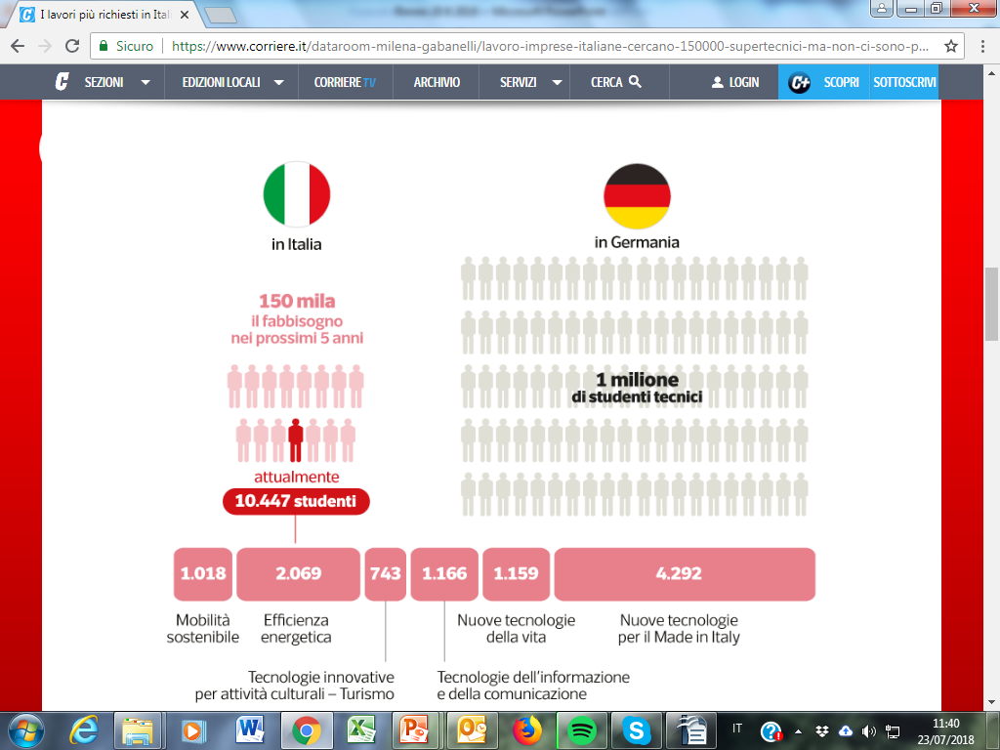 I lavori più richiesti in Itali
Sicuro
https://www.corriere.it/dataroom-milena-gabanelli/lavoro-imprese-italiane-cercano-150000-supertecnici-ma-non-ci-sono-p...
C SEZIONI EDIZIONI LOCALI CORRIERE TV ARCHIVIO SERVIZI CERCA LOGIN C+ SCOPRI SOTTOSCRIVI
in Italia
in Germania
150 mila
il fabbisogno
nei prossimi 5 anni
1 milione
di studenti tecnici
attualmente
10.447 studenti
1.018 2.069 743 1.166 1.159 4.292
Mobilità
sostenibile
Efficienza
energetica
Nuove tecnologie
della vita
Nuove tecnologie
per il Made in Italy
Tecnologie innovative
per attività culturali – Turismo
Tecnologie dell'informazione
e della comunicazione
IT
11:40
23/07/2018